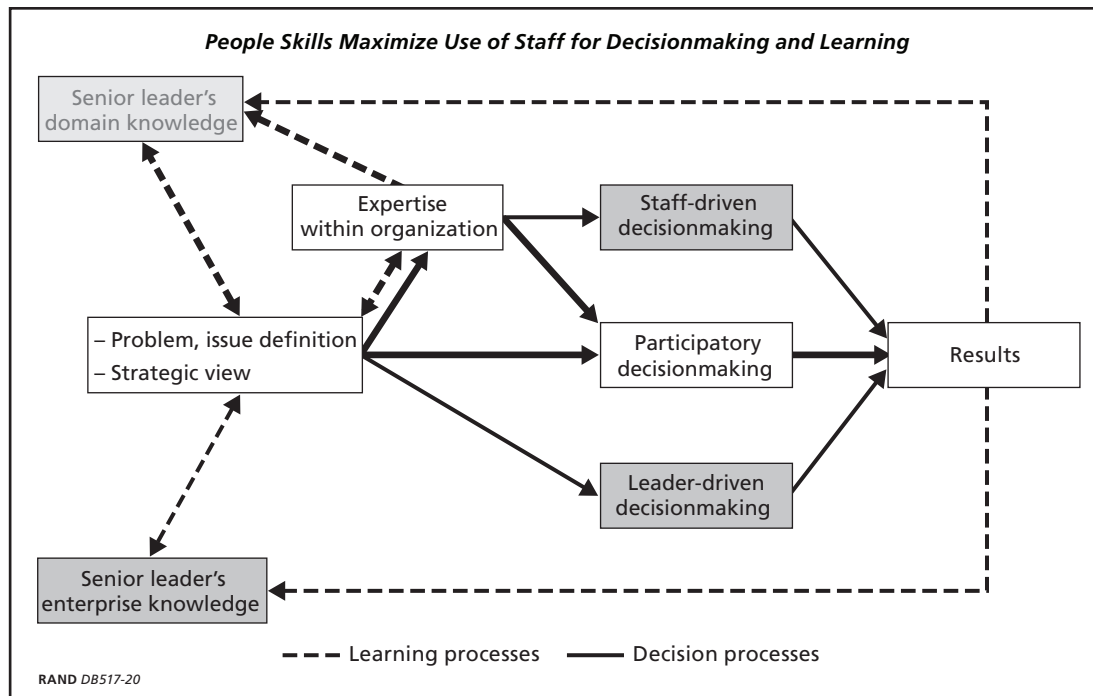 People Skills Maximize Use of Staff for Decisionmaking and Learning
Senior leader's
domain knowledge
Expertise
within organization
Staff-driven
decisionmaking
– Problem, issue definition
– Strategic view
Participatory
decisionmaking
Results
Leader-driven
decisionmaking
Senior leader's
enterprise knowledge
Learning processes
Decision processes
RAND DB517-20